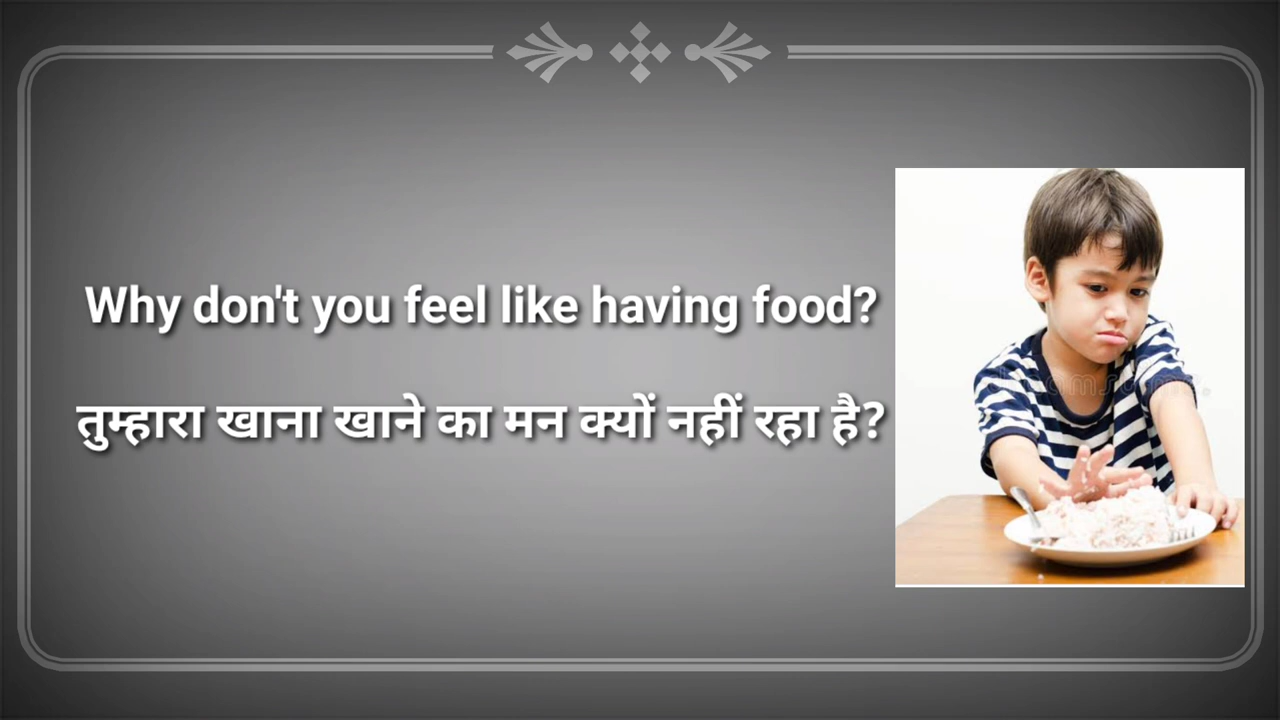 Why don't you feel like having food?
तुम्हारा खाना खाने का मन क्यों नहीं रहा है?